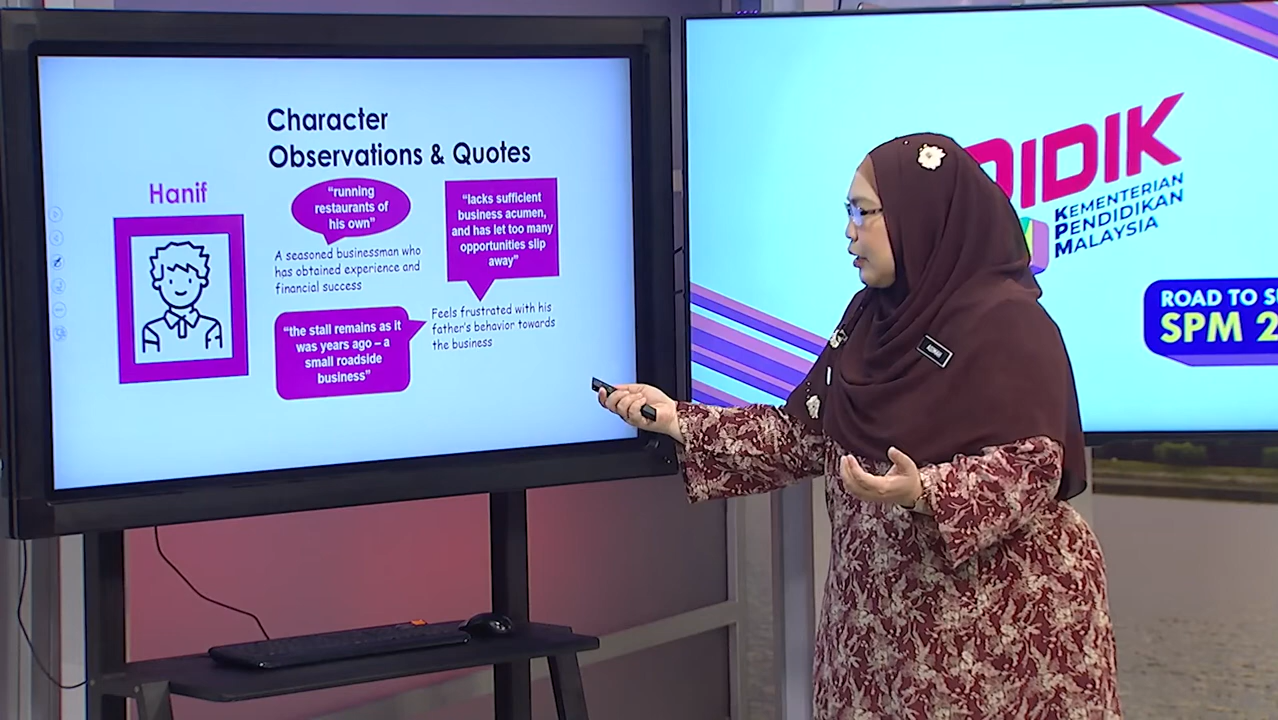 Character
Observations & Quotes
Hanif
“running
restaurants of
his own”
A seasoned businessman who
has obtained experience and
financial success
“lacks sufficient
business acumen,
and has let too many
opportunities slip
away”
Feels frustrated with his
father's behavior towards
the business
“the stall remains as it
was years ago – a
small roadside
business”
DIDIK
KEMENTERIAN
PENDIDIKAN
MALAYSIA
ROAD TO
SPM 2